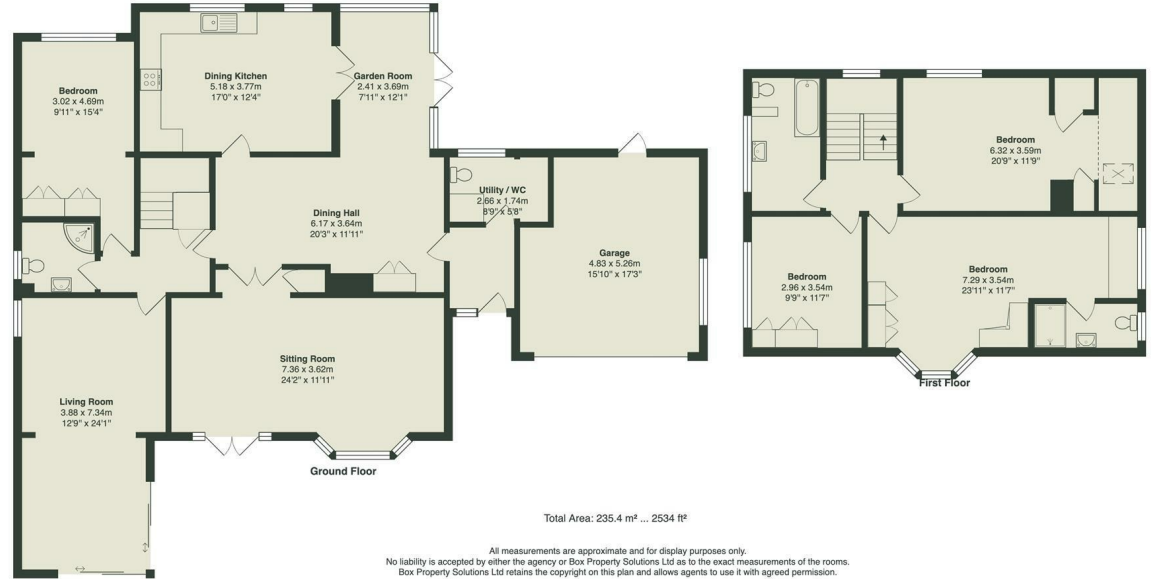 Bedroom
3.02 x 4.69m
9'11" x 15'4"
Dining Kitchen
5.18 x 3.77m
17'0" x 12'4"
Garden Room
2.41 x 3.69m
7'11" x 12'1"
Utility / WC
2.66 x 1.74m
8'9" x 5'8"
Dining Hall
6.17 x 3.64m
20'3" x 11'11"
Garage
4.83 x 5.26m
15'10" x 17'3"
Sitting Room
7.36 x 3.62m
24'2" x 11'11"
Living Room
3.88 x 7.34m
12'9" x 24'1"
Ground Floor
Bedroom
6.32 x 3.59m
20'9" x 11'9"
Bedroom
2.96 x 3.54m
9'9" x 11'7"
Bedroom
7.29 x 3.54m
23'11" x 11'7"
First Floor
Total Area: 235.4 m² ... 2534 ft²
All measurements are approximate and for display purposes only.
No liability is accepted by either the agency or Box Property Solutions Ltd as to the exact measurements of the rooms.
Box Property Solutions Ltd retains the copyright on this plan and allows agents to use it with agreed permission.